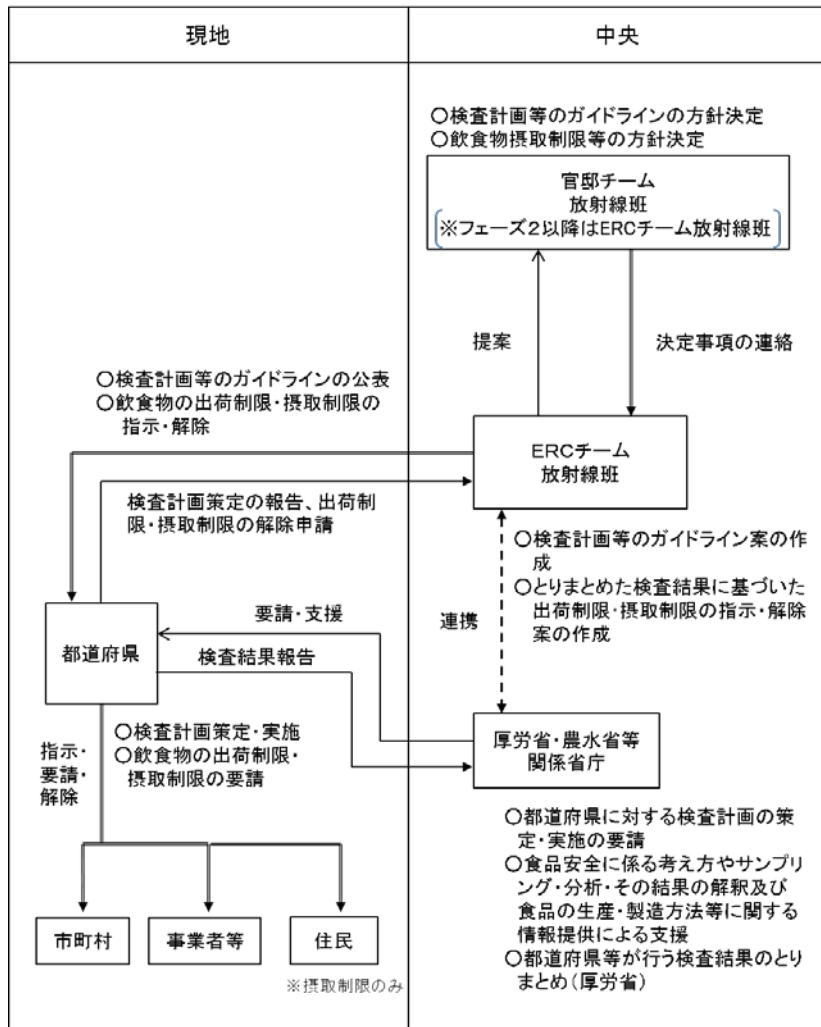 現地
中央
○検査計画等のガイドラインの方針決定
○飲食物摂取制限等の方針決定
官邸チーム
放射線班
※フェーズ2以降はERCチーム放射線班
提案
決定事項の連絡
○検査計画等のガイドラインの公表
○飲食物の出荷制限・摂取制限の
指示・解除
ERCチーム
放射線班
検査計画策定の報告、出荷制
限・摂取制限の解除申請
○検査計画等のガイドライン案の作
成
○とりまとめた検査結果に基づいた
出荷制限・摂取制限の指示・解除
案の作成
連携
要請・支援
都道府県
検査結果報告
○検査計画策定・実施
○飲食物の出荷制限・
摂取制限の要請
指示・
要請・
解除
厚労省・農水省等
関係省庁
○都道府県に対する検査計画の策
定・実施の要請
○食品安全に係る考え方やサンプリ
ング・分析・その結果の解釈及び
食品の生産・製造方法等に関する
情報提供による支援
○都道府県等が行う検査結果のとり
まとめ(厚労省)
市町村
事業者等
住民
※摂取制限のみ